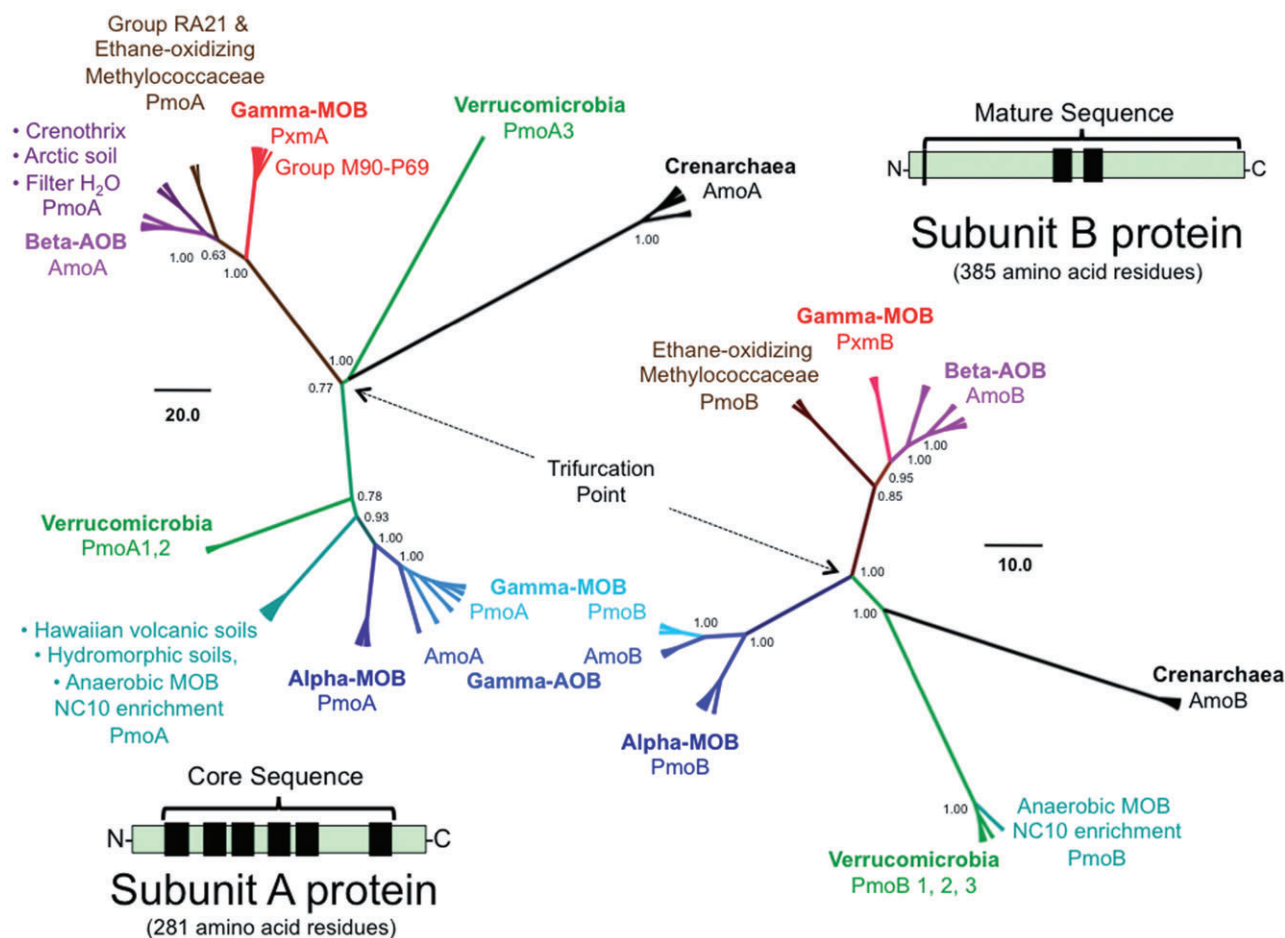 Group RA21 &
Ethane-oxidizing
Methylococcaceae
PmoA
Gamma-MOB
PxmA
Group M90-P69
• Crenothrix
• Arctic soil
• Filter H₂O
PmoA
Beta-AOB
AmoA
Verrucomicrobia
PmoA3
Crenarchaea
AmoA
1.00
1.00
0.63
1.00
1.00
0.77
20.0
Mature Sequence
N-
-C
Subunit B protein
(385 amino acid residues)
Trifurcation
Point
Verrucomicrobia
PmoA1,2
0.78
0.93
1.00
1.00
• Hawaiian volcanic soils
• Hydromorphic soils,
• Anaerobic MOB
NC10 enrichment
PmoA
Alpha-MOB
PmoA
Gamma-MOB
PmoA
PmoB
AmoA
AmoB
Gamma-AOB
Ethane-oxidizing
Methylococcaceae
PmoB
Gamma-MOB
PxmB
Beta-AOB
AmoB
1.00
1.00
0.95
0.85
10.0
1.00
1.00
1.00
1.00
Alpha-MOB
PmoB
Crenarchaea
AmoB
1.00
Anaerobic MOB
NC10 enrichment
PmoB
Verrucomicrobia
PmoB 1, 2, 3
Core Sequence
N-
-C
Subunit A protein
(281 amino acid residues)